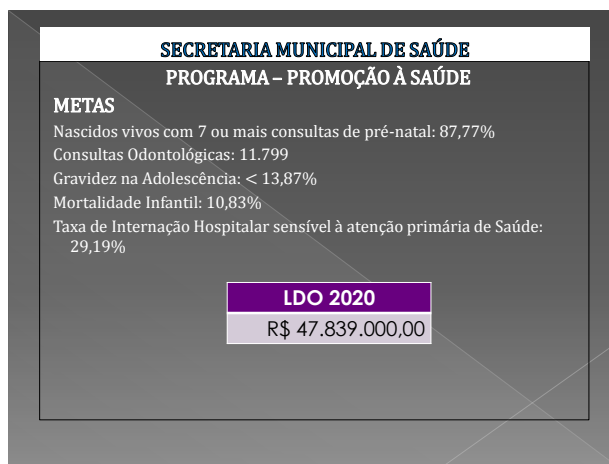 SECRETARIA MUNICIPAL DE SAÚDE
PROGRAMA – PROMOÇÃO À SAÚDE
METAS
Nascidos vivos com 7 ou mais consultas de pré-natal: 87,77%
Consultas Odontológicas: 11.799
Gravidez na Adolescência: < 13,87%
Mortalidade Infantil: 10,83%
Taxa de Internação Hospitalar sensível à atenção primária de Saúde:
29,19%
LDO 2020
R$ 47.839.000,00